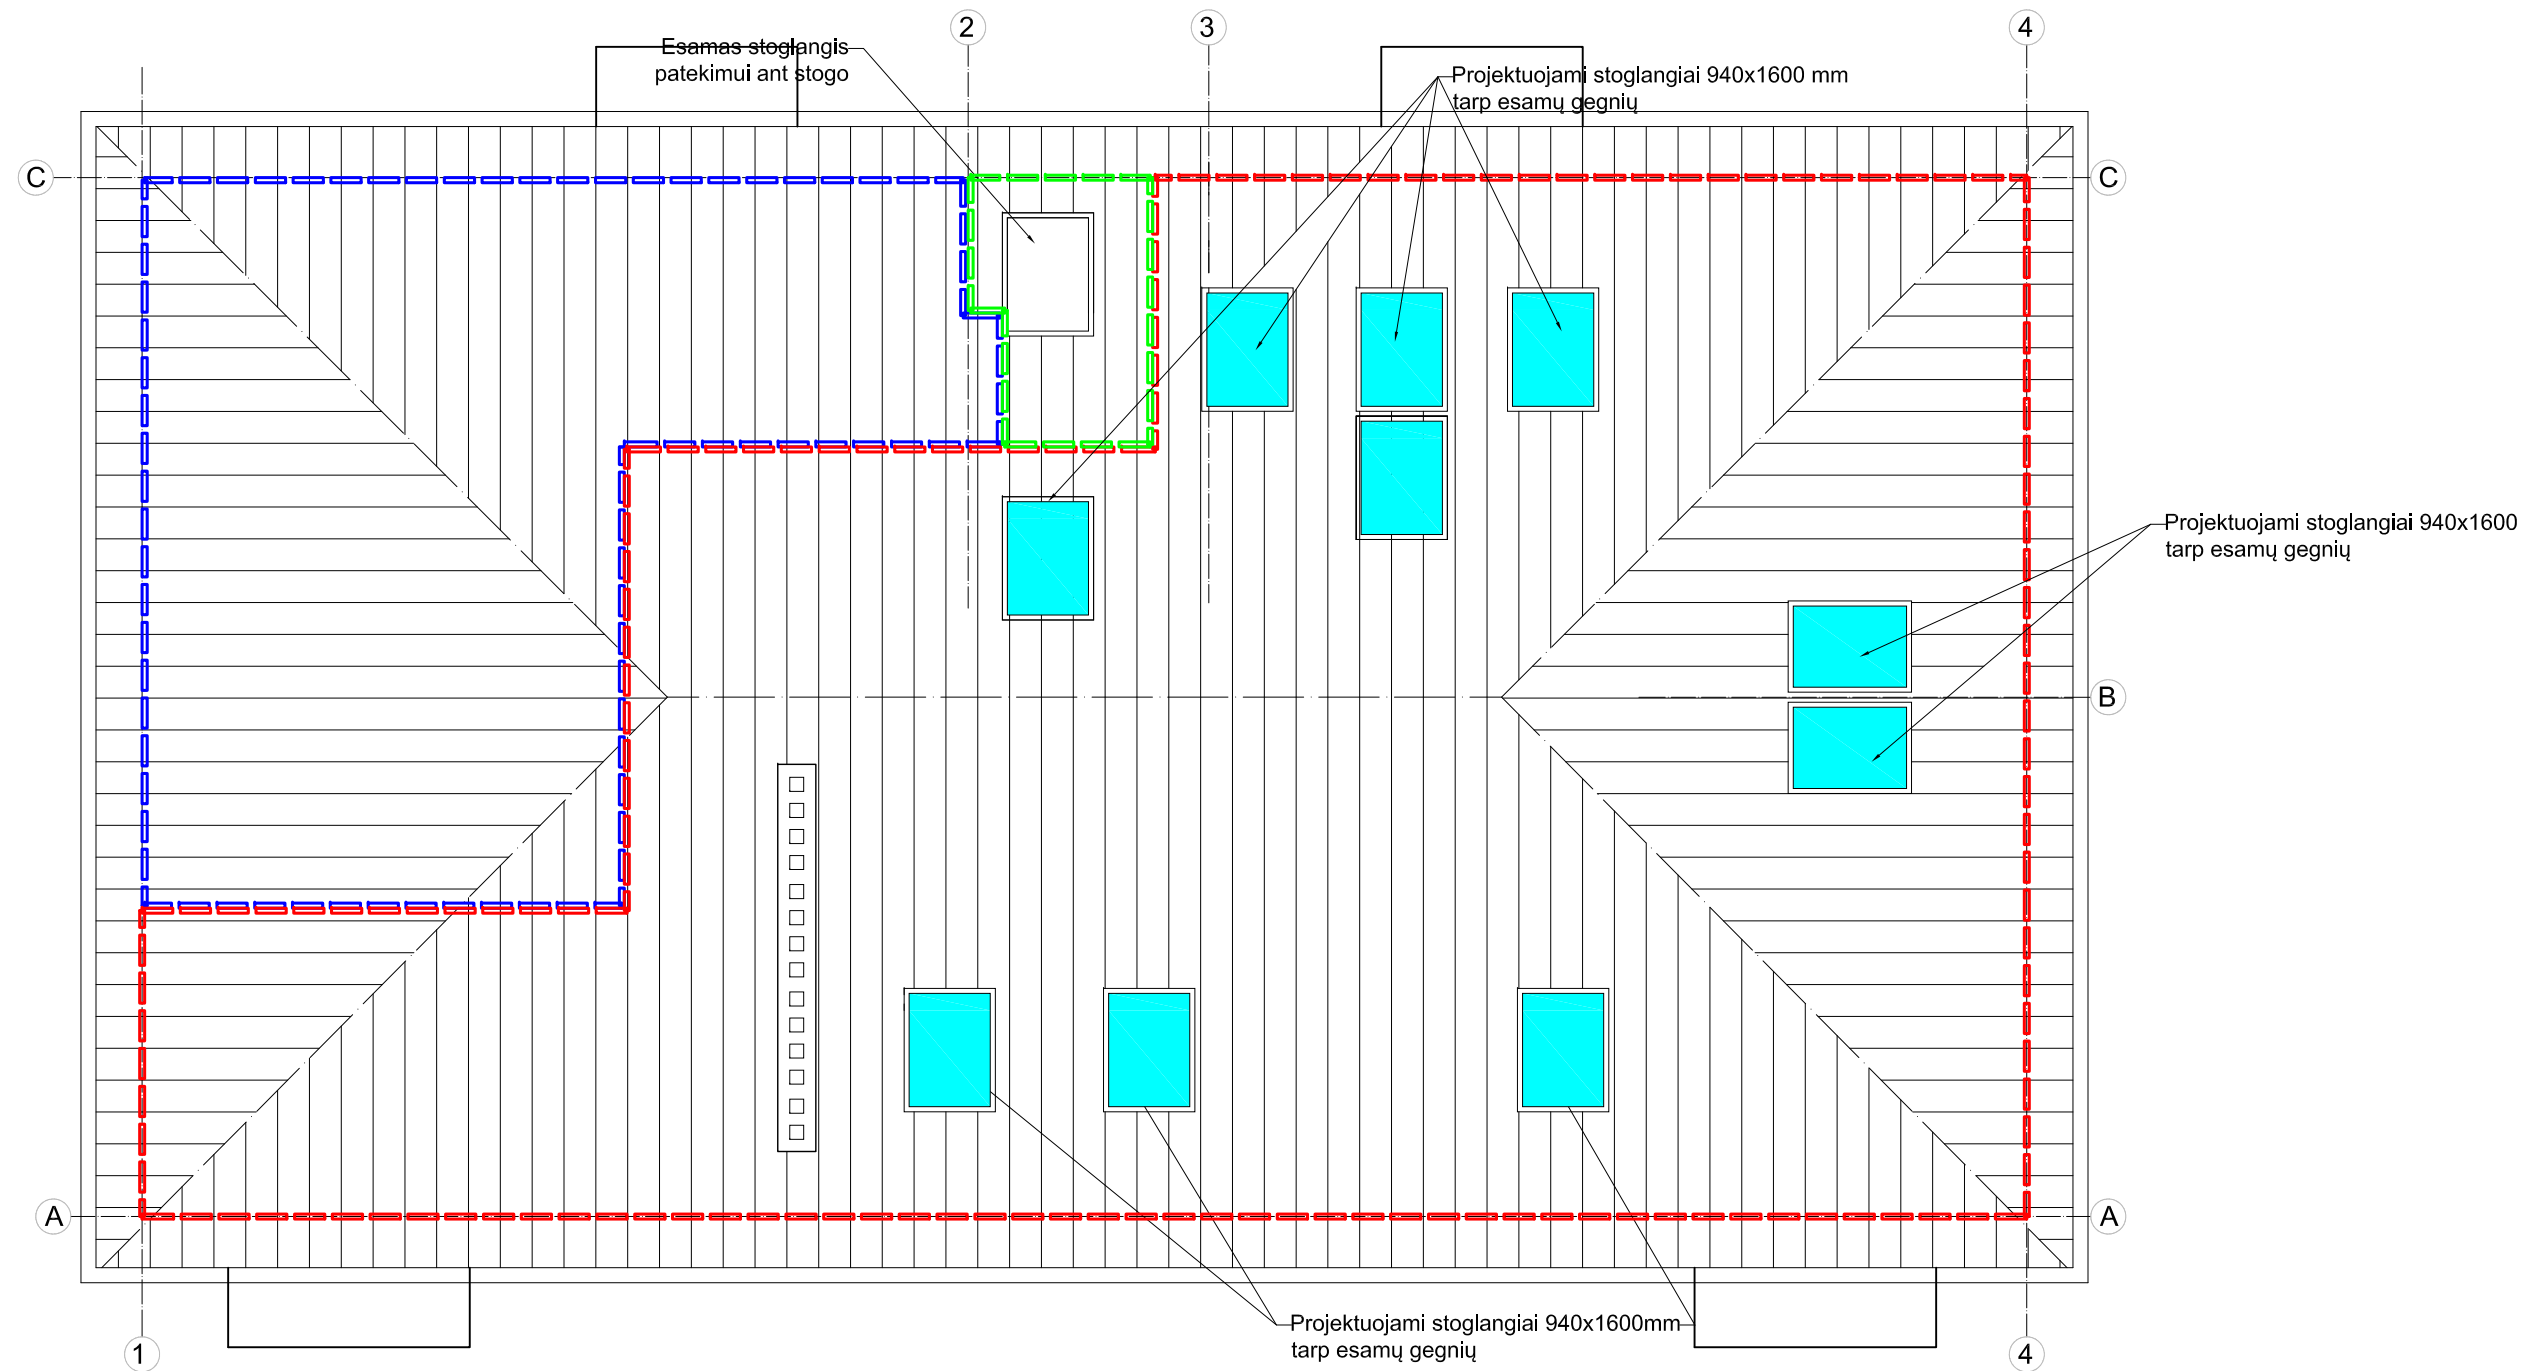 2
3
4
Esamas stoglangis
patekimui ant stogo
Projektuojami stoglangiai 940x1600 mm
tarp esamų gegnių
C
C
Projektuojami stoglangiai 940x1600
tarp esamų gegnių
B
A
A
Projektuojami stoglangiai 940x1600mm
tarp esamų gegnių
1
4